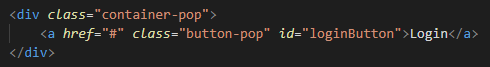 <div class="container-pop">
    <a href="#" class="button-pop" id="loginButton">Login</a>
</div>